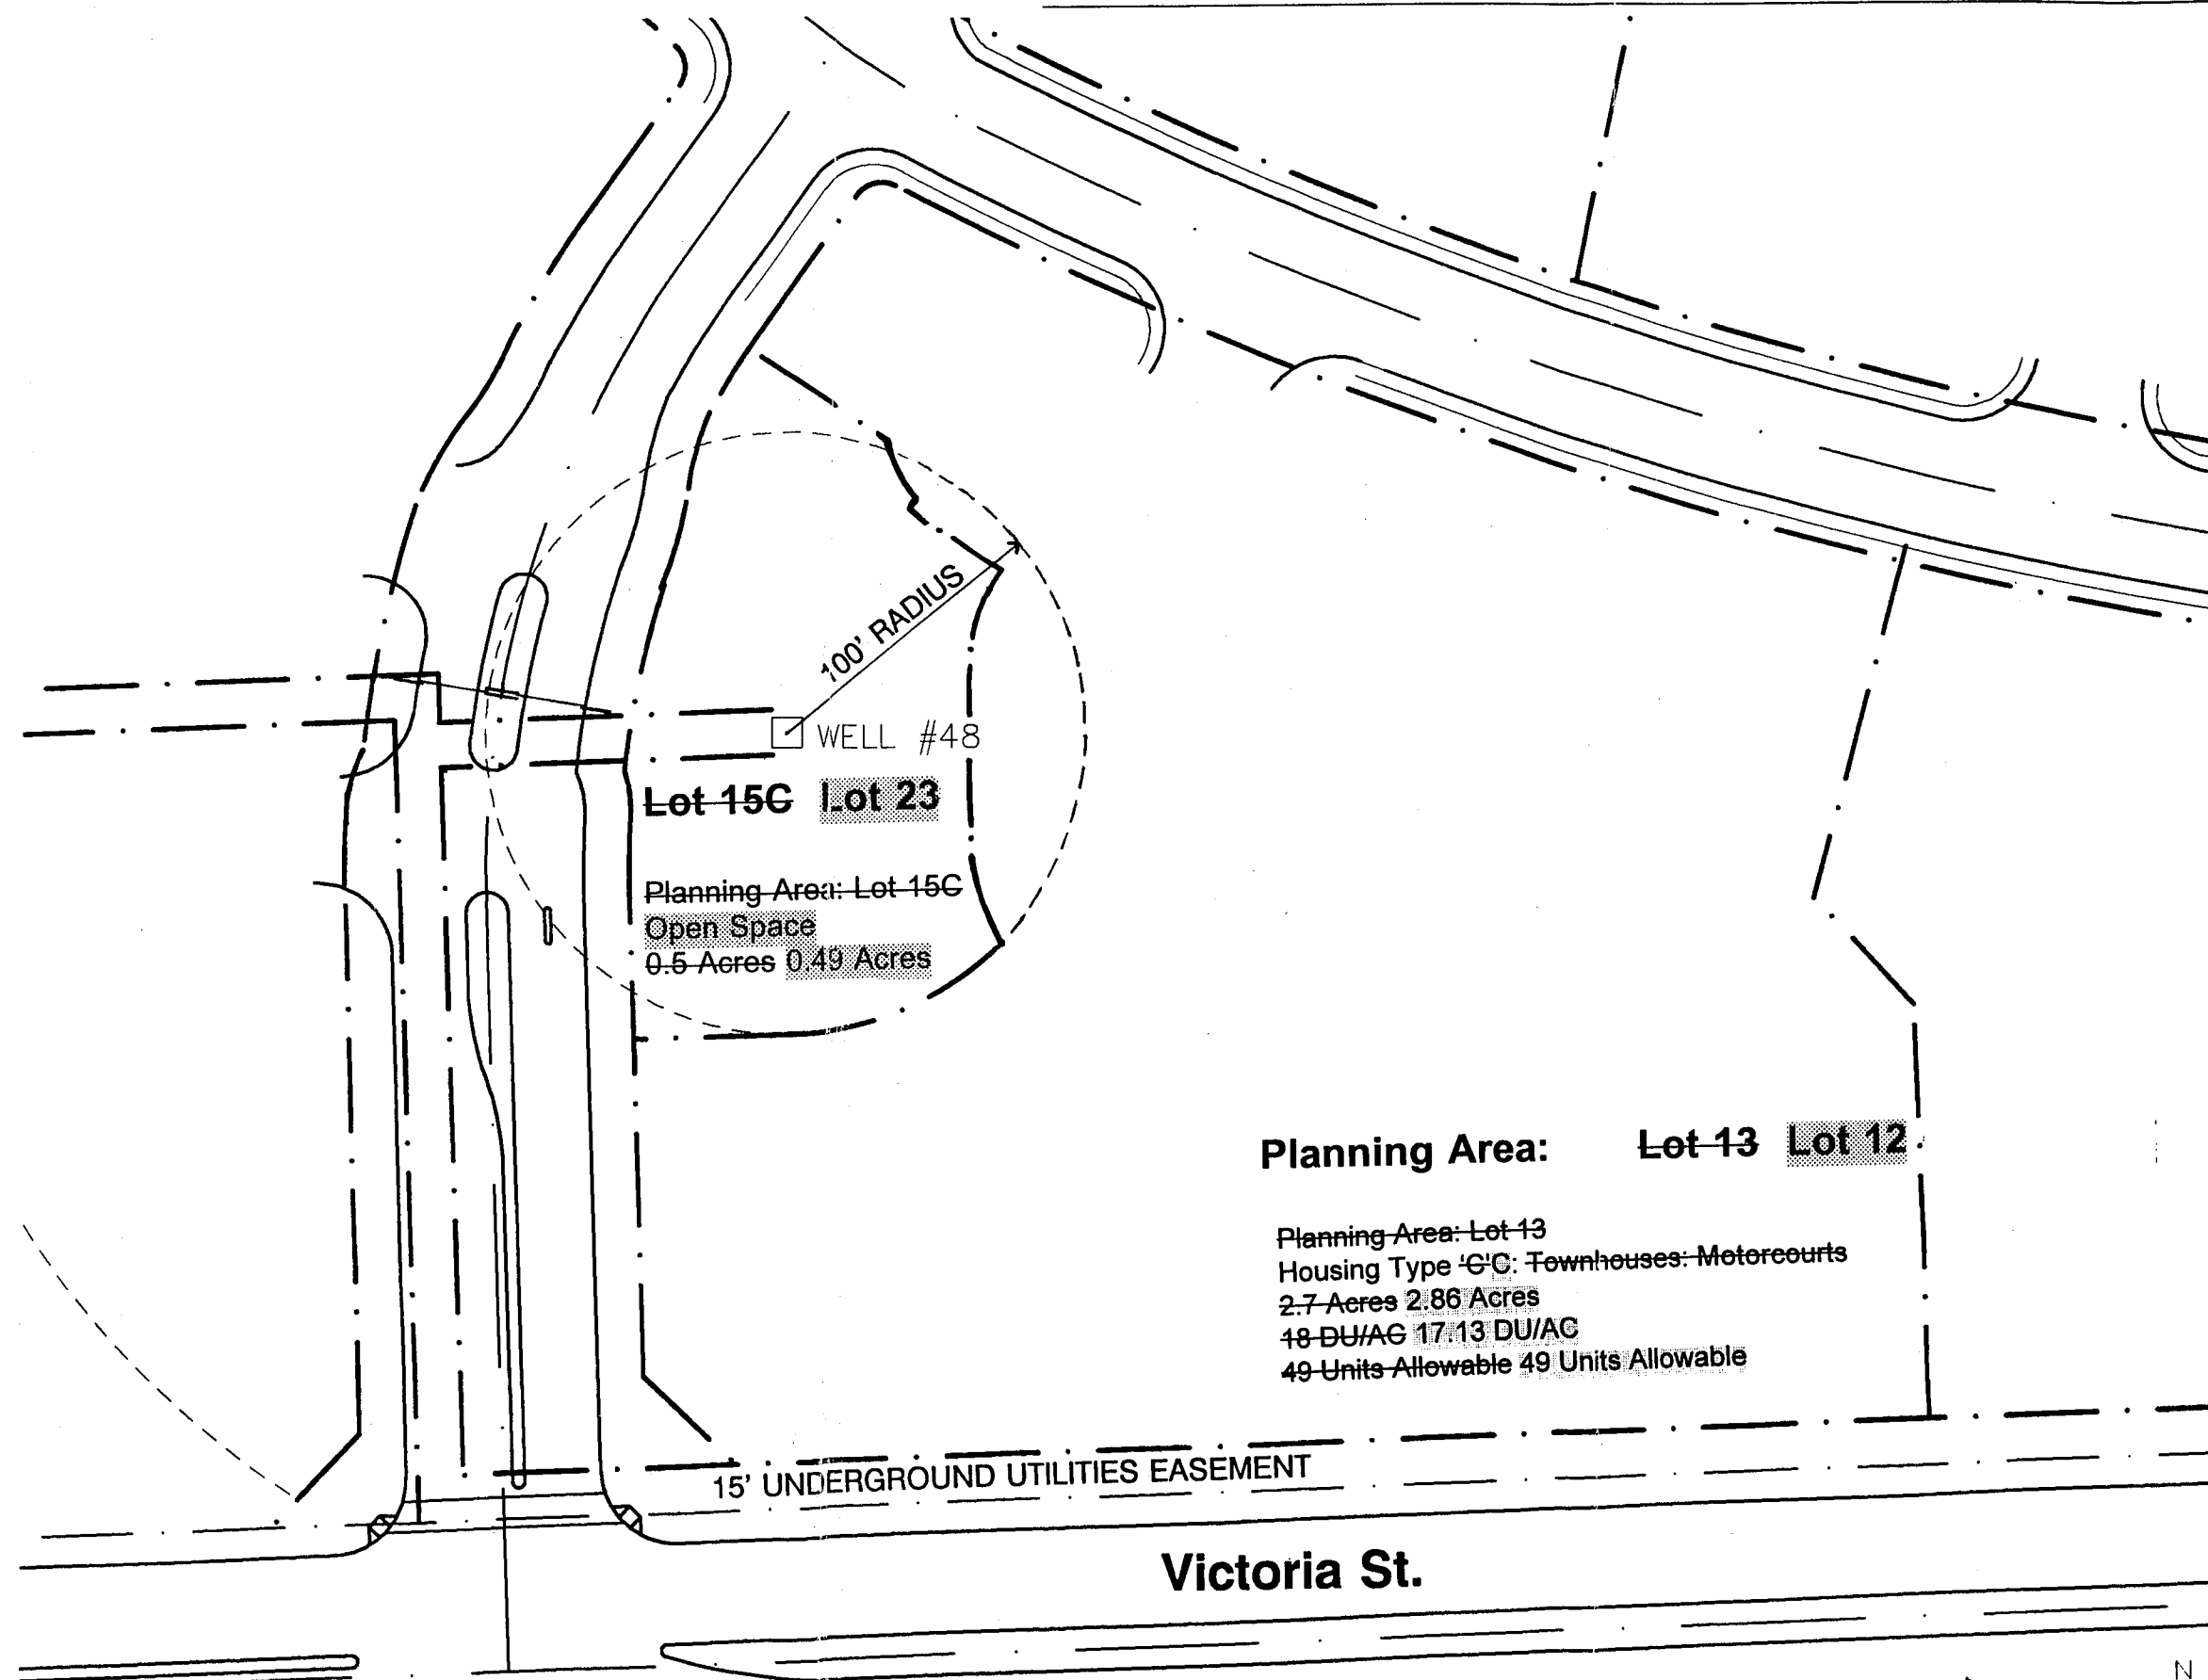 100' RADIUS
WELL #48
Lot 15C Lot 23
Planning Area: Lot 15C
Open Space
0.5 Acres 0.49 Acres
Planning Area: Lot 13 Lot 12
Planning Area: Lot 13
Housing Type 'C'C: Townhouses: Motorcourts
2.7 Acres 2.86 Acres
18 DU/AC 17.13 DU/AC
49 Units Allowable 49 Units Allowable
15' UNDERGROUND UTILITIES EASEMENT
Victoria St.
N